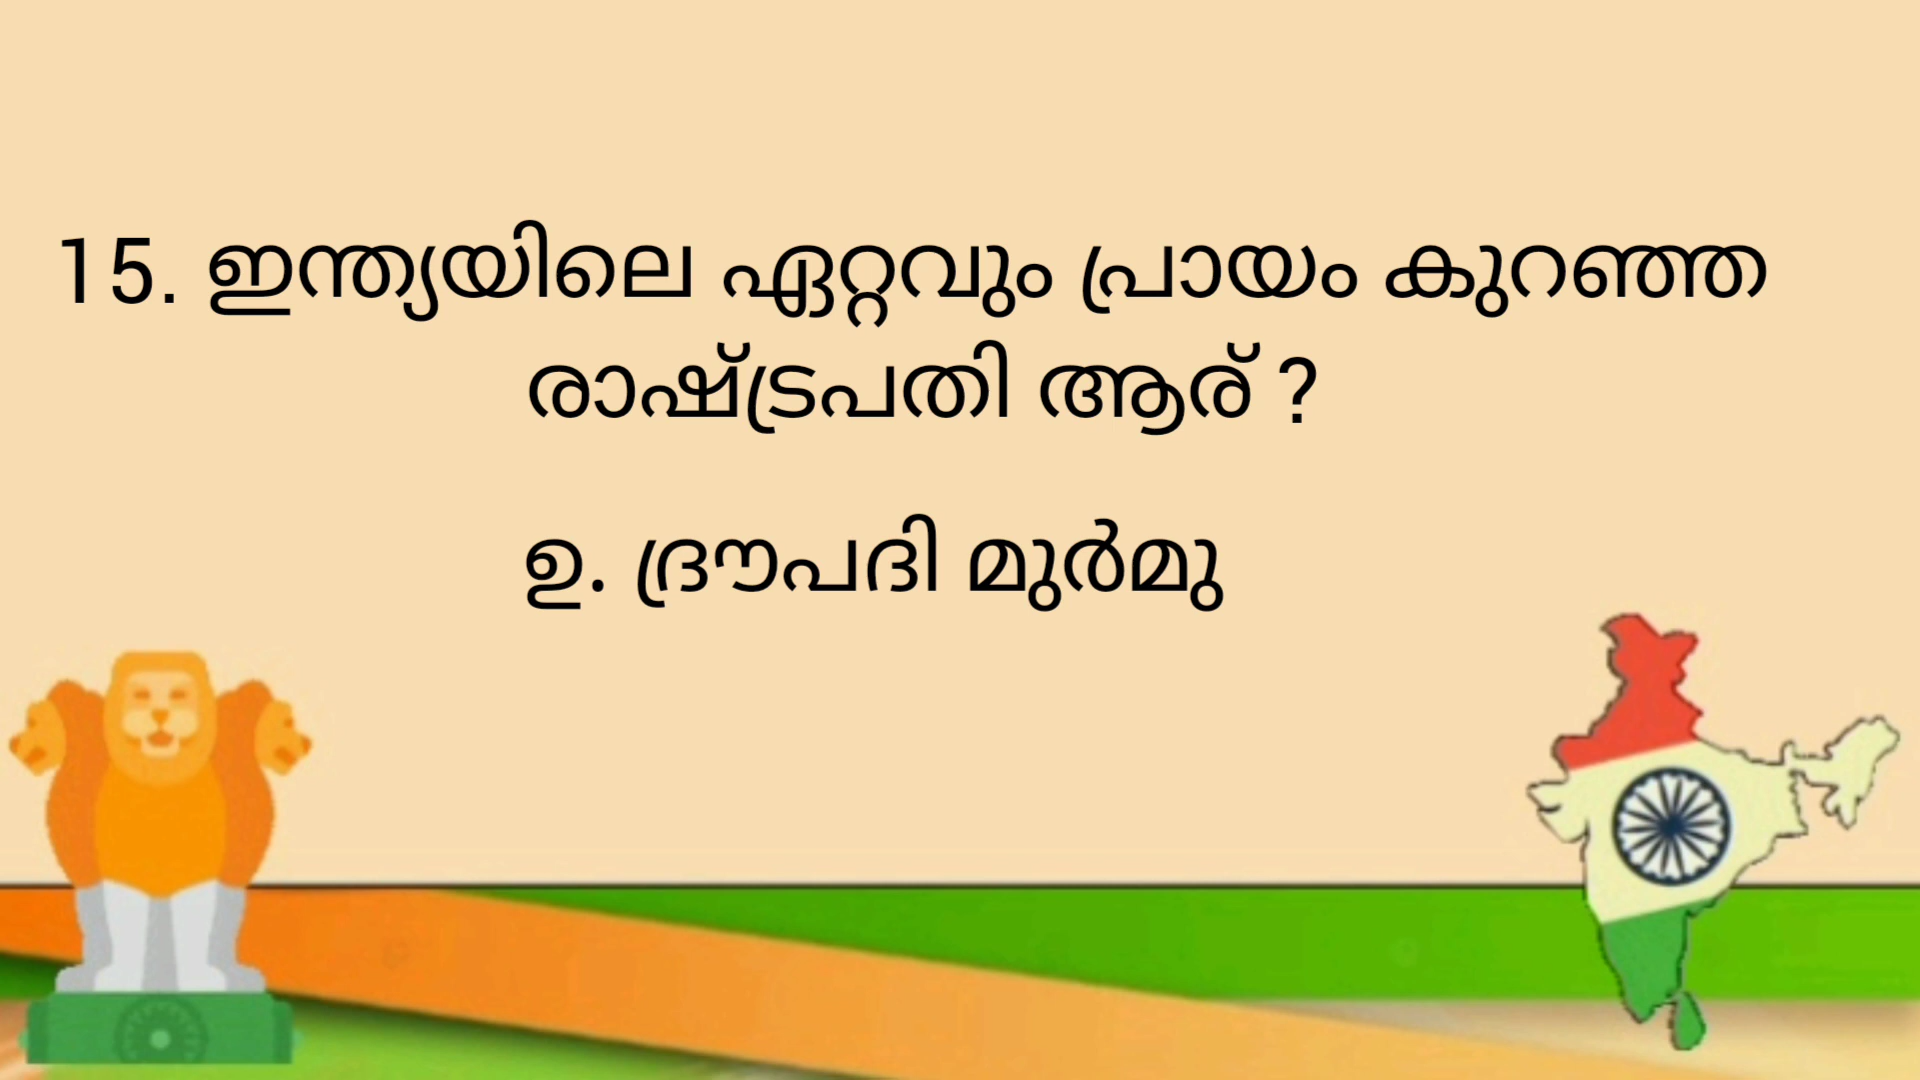 15. ഇന്ത്യയിലെ ഏറ്റവും പ്രായം കുറഞ്ഞ
രാഷ്ട്രപതി ആര് ?
ഉ. ദ്രൗപദി മുർമു